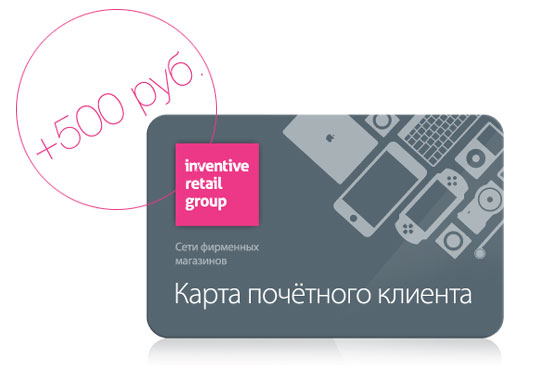 +500 руб.
inventive
retail
group
Сети фирменных
магазинов
Карта почётного клиента